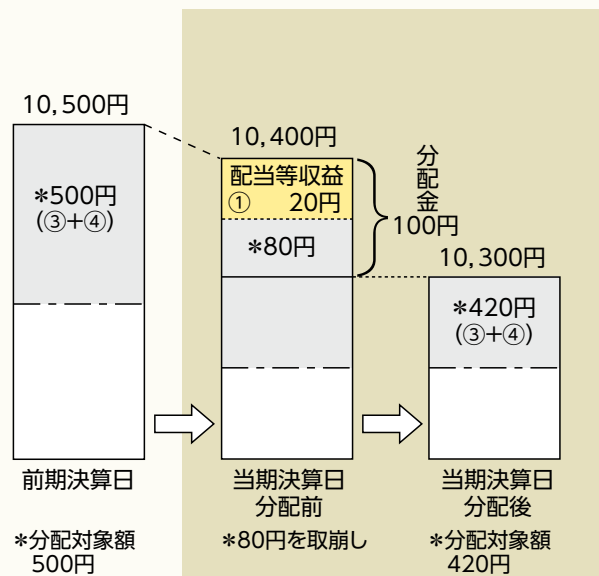 10,500円
*500円
(③+④)
前期決算日
*分配対象額
500円
10,400円
配当等収益
① 20円
*80円
分配金
100円
当期決算日
分配前
*80円を取崩し
10,300円
*420円
(③+④)
当期決算日
分配後
*分配対象額
420円